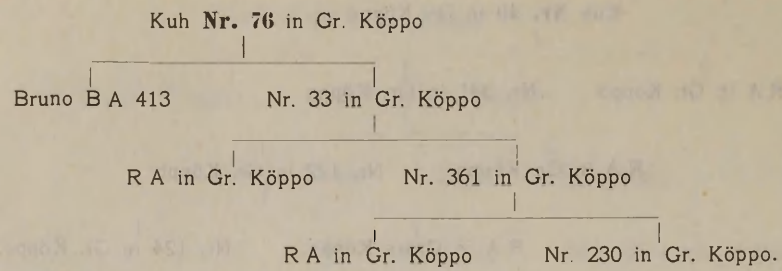 Kuh Nr. 76 in Gr. Köppo
Bruno B A 413 Nr. 33 in Gr. Köppo
R A in Gr. Köppo Nr. 361 in Gr. Köppo
R A in Gr. Köppo Nr. 230 in Gr. Köppo.